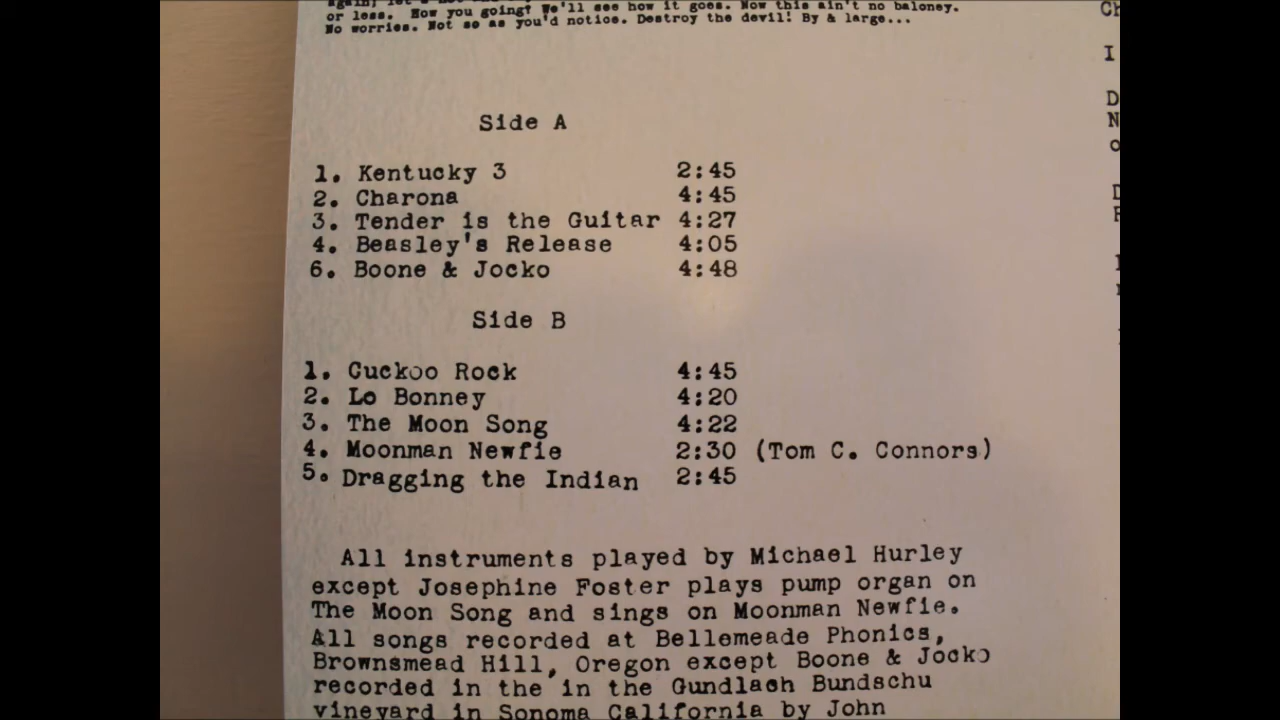 again; let's
or less. How you going? We'll see how it goes. Now this ain't no baloney.
No worries. Not so as you'd notice. Destroy the devil! By & large...
Side A
1. Kentucky 3 2:45
2. Charona 4:45
3. Tender is the Guitar 4:27
4. Beasley's Release 4:05
6. Boone & Jocko 4:48
Side B
1. Cuckoo Rock 4:45
2. Lo Bonney 4:20
3. The Moon Song 4:22
4. Moonman Newfie 2:30 (Tom C. Connors)
5. Dragging the Indian 2:45
All instruments played by Michael Hurley
except Josephine Foster plays pump organ on
The Moon Song and sings on Moonman Newfie.
All songs recorded at Bellemeade Phonics,
Brownsmead Hill, Oregon except Boone & Jocko
recorded in the in the Gundlach Bundschu
vineyard in Sonoma California by John
Ch
I
D
N
o
D